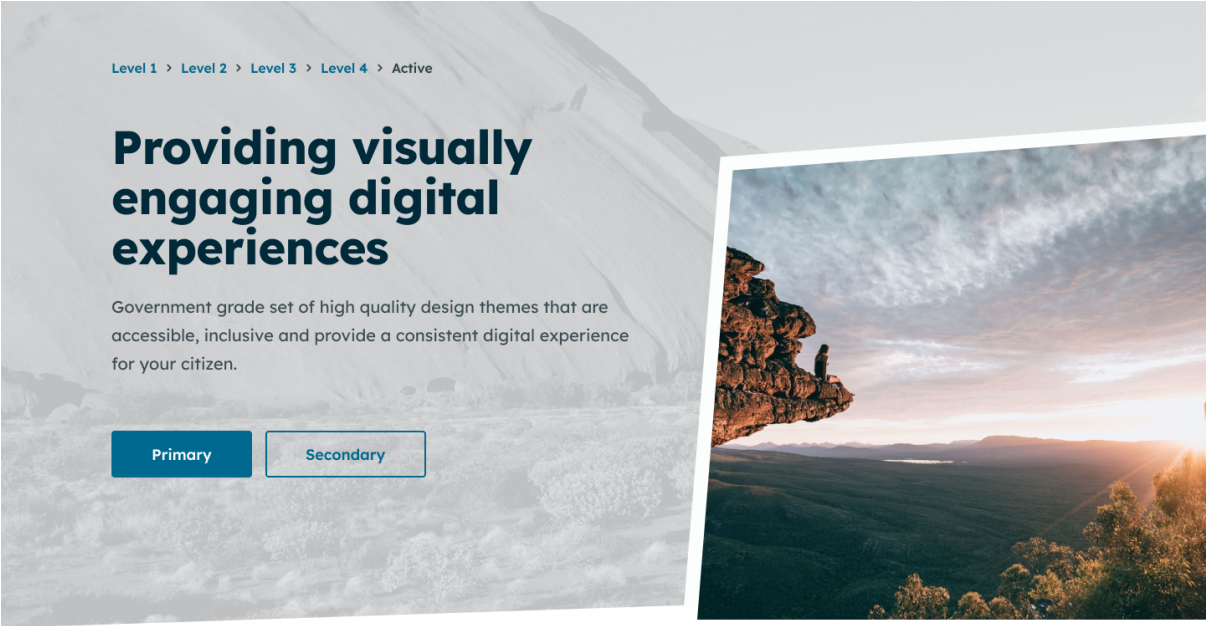 Level 1 > Level 2 > Level 3 > Level 4 > Active
Providing visually
engaging digital
experiences
Government grade set of high quality design themes that are
accessible, inclusive and provide a consistent digital experience
for your citizen.
Primary Secondary